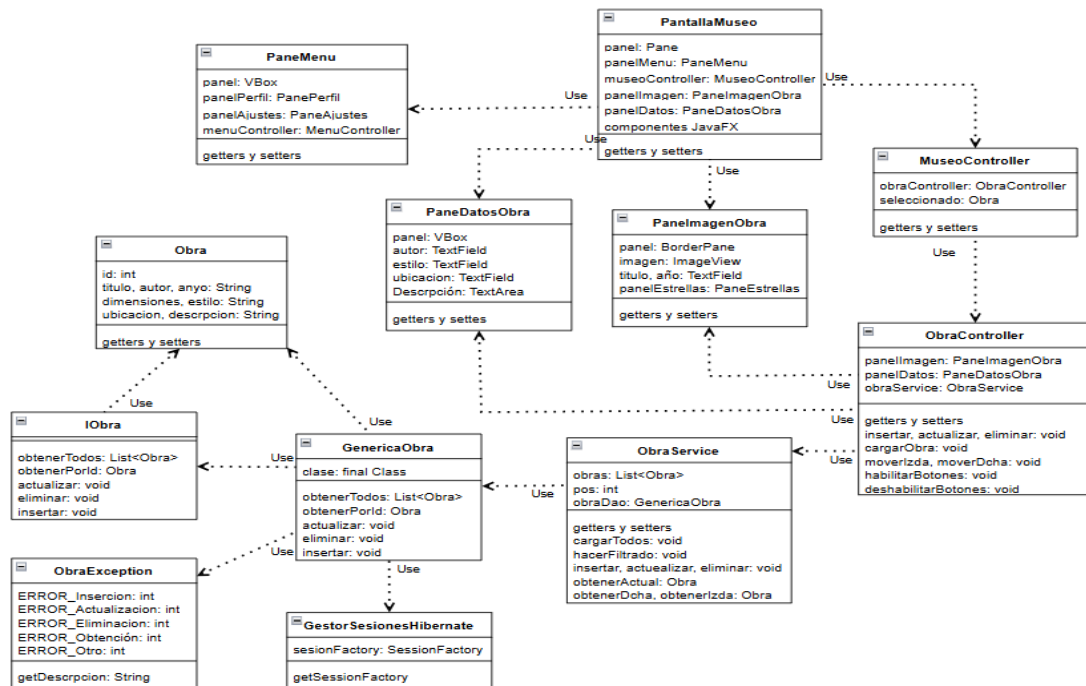 PantallaMuseo
panel: Pane
panelMenu: PaneMenu
museoController: MuseoController
panelImagen: PaneImagenObra
panelDatos: PaneDatosObra
componentes JavaFX
getters y setters
Use
Use
Use
Use
PaneMenu
panel: VBox
panelPerfil: PanePerfil
panelAjustes: PaneAjustes
menuController: MenuController
getters y setters
MuseoController
obraController: ObraController
seleccionado: Obra
getters y setters
Use
PaneDatosObra
panel: VBox
autor: TextField
estilo: TextField
ubicacion: TextField
Descrpción: TextArea
getters y settes
PaneImagenObra
panel: BorderPane
imagen: ImageView
titulo, año: TextField
panelEstrellas: PaneEstrellas
getters y setters
Obra
id: int
titulo, autor, anyo: String
dimensiones, estilo: String
ubicacion, descrpcion: String
getters y setters
ObraController
panelImagen: PaneImagenObra
panelDatos: PaneDatosObra
obraService: ObraService
getters y setters
insertar, actualizar, eliminar: void
cargarObra: void
moverIzda, moverDcha: void
habilitarBotones: void
deshabilitarBotones: void
Use
Use
Use
Use
Use
IObra
obtenerTodos: List<Obra>
obtenerPorId: Obra
actualizar: void
eliminar: void
insertar: void
GenericaObra
clase: final Class
obtenerTodos: List<Obra>
obtenerPorId: Obra
actualizar: void
eliminar: void
insertar: void
Use
Use
Use
Use
ObraService
obras: List<Obra>
pos: int
obraDao: GenericaObra
getters y setters
cargarTodos: void
hacerFiltrado: void
insertar, actuealizar, eliminar: void
obtenerActual: Obra
obtenerDcha, obtenerIzda: Obra
ObraException
ERROR_Insercion: int
ERROR_Actualizacion: int
ERROR_Eliminacion: int
ERROR_Obtención: int
ERROR_Otro: int
getDescrpcion: String
GestorSesionesHibernate
sesionFactory: SessionFactory
getSessionFactory